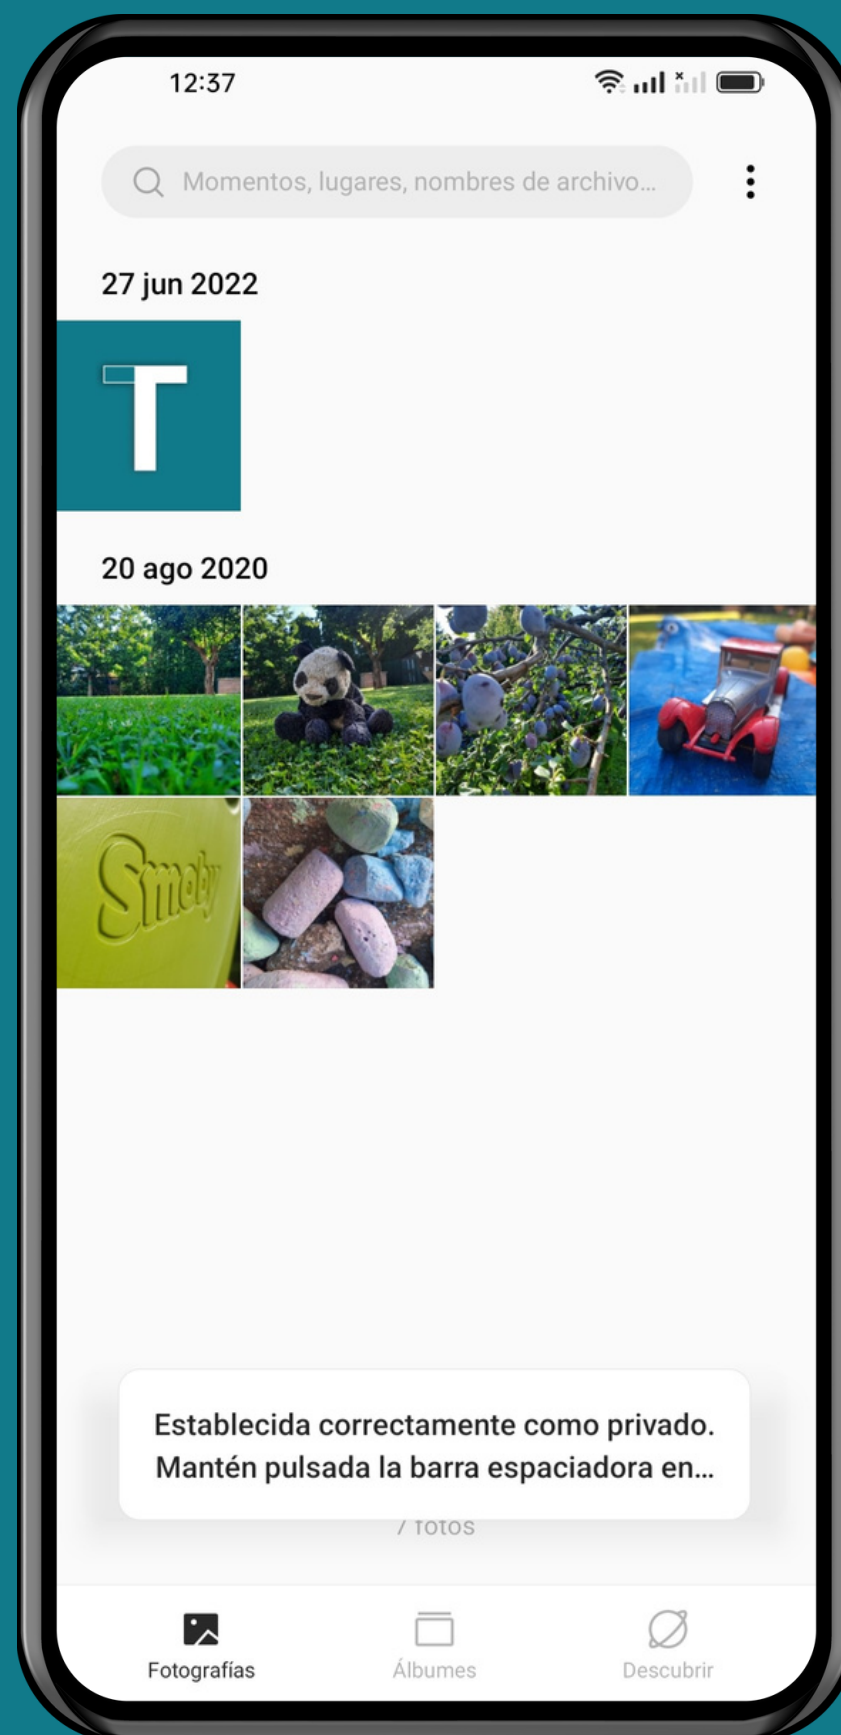 12:37
Momentos, lugares, nombres de archivo...
27 jun 2022
T
20 ago 2020
Smoby
Establecida correctamente como privado.
Mantén pulsada la barra espaciadora en...
7 fotos
Fotografías
Álbumes
Descubrir